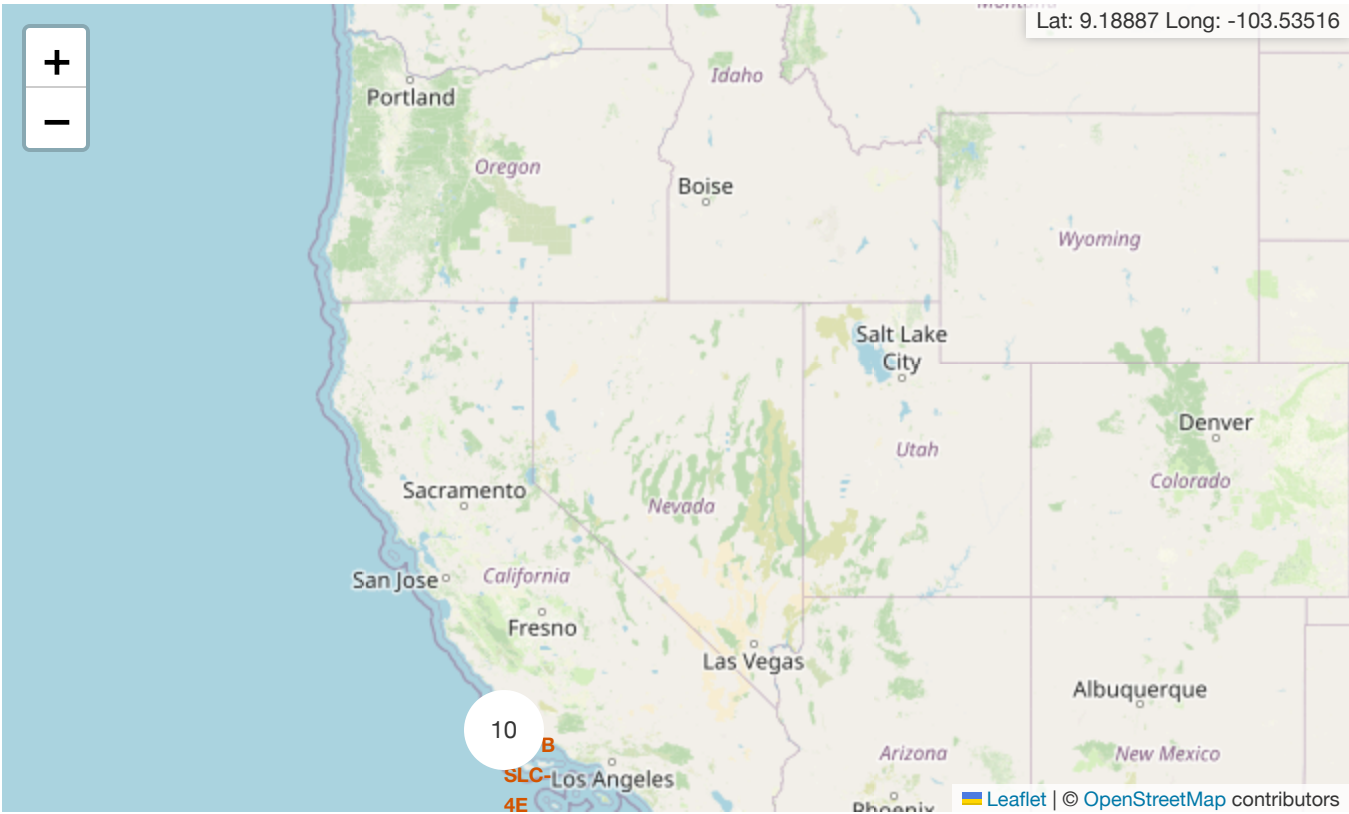 Lat: 9.18887 Long: -103.53516
+
−
Idaho
Portland
Oregon
Boise
Wyoming
Salt Lake
City
Denver
Utah
Colorado
Sacramento
Nevada
San Jose
California
Fresno
Las Vegas
Albuquerque
10
B
Arizona
New Mexico
SLC-
Los Angeles
4E
Phoenix
Leaflet | © OpenStreetMap contributors